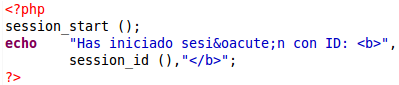 <?php
session_start ();
echo    "Has iniciado sesi&oacute;n con ID: <b>",
        session_id (),"</b>";
?>